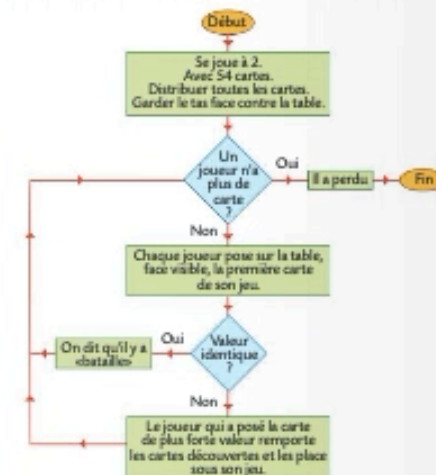 Début
Se joue à 2.
Avec 54 cartes.
Distribuer toutes les cartes.
Garder le tas face contre la table.
Un
joueur n'a
plus de
carte
?
Oui
Il a perdu
Fin
Non
Chaque joueur pose sur la table,
face visible, la première carte
de son jeu.
Valeur
identique
?
Oui
On dit qu'il y a
«bataille»
Non
Le joueur qui a posé la carte
de plus forte valeur remporte
les cartes découvertes et les place
sous son jeu.